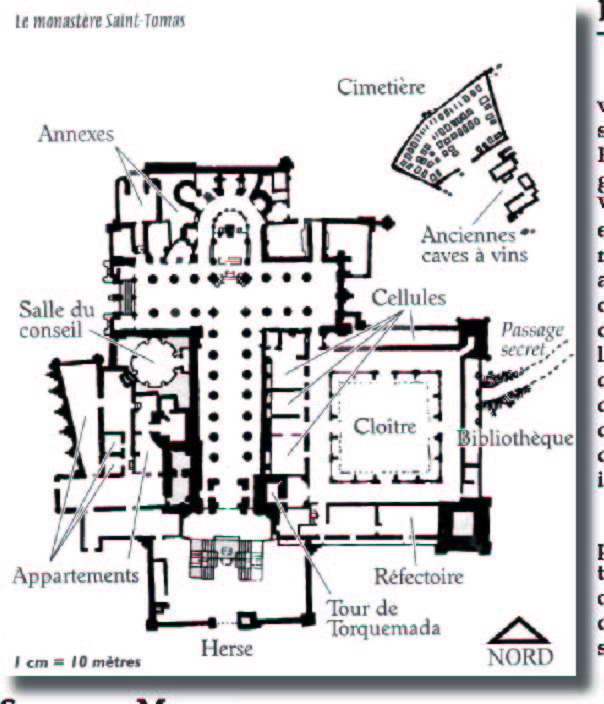 Le monastère Saint-Tomas
Cimetière
Annexes
Anciennes
caves à vins
Cellules
Salle du
conseil
Passage
secret
Cloître
Bibliothèque
Appartements
Réfectoire
Tour de
Torquemada
Herse
NORD
1 cm = 10 mètres